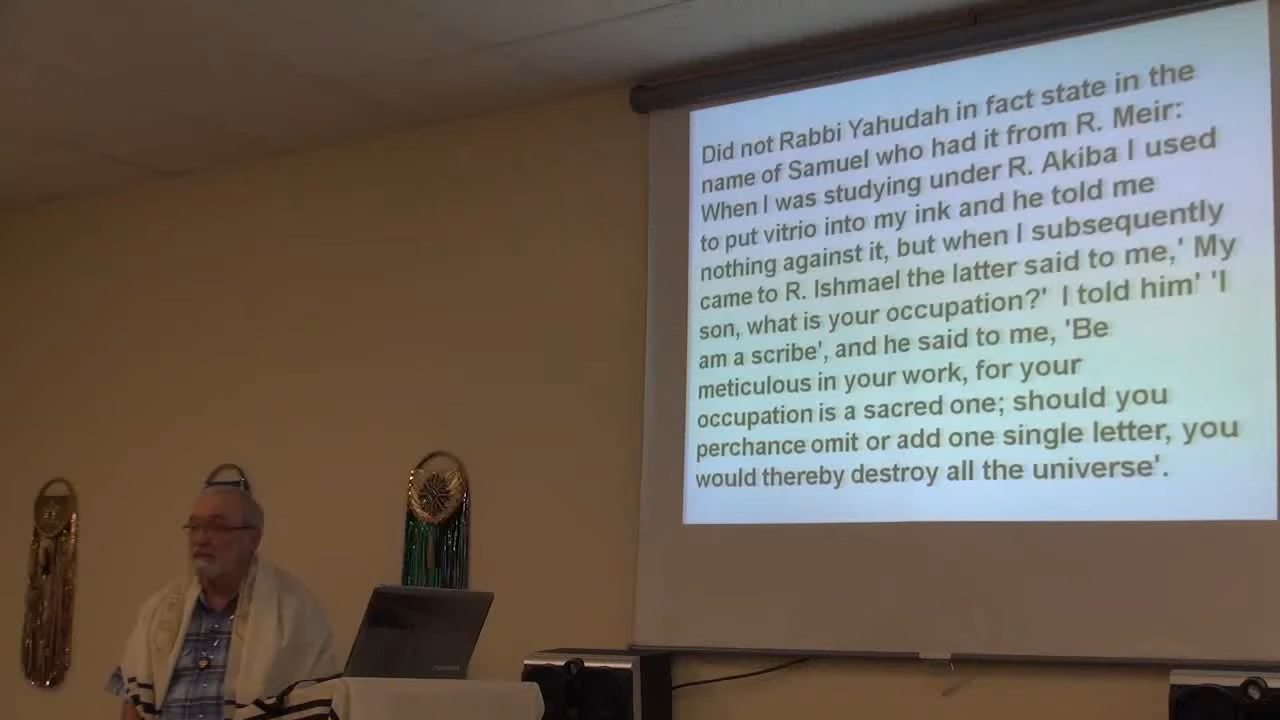 Did not Rabbi Yahudah in fact state in the
name of Samuel who had it from R. Meir:
When I was studying under R. Akiba I used
to put vitrio into my ink and he told me
nothing against it, but when I subsequently
came to R. Ishmael the latter said to me,' My
son, what is your occupation?' I told him' 'I
am a scribe', and he said to me, 'Be
meticulous in your work, for your
occupation is a sacred one; should you
perchance omit or add one single letter, you
would thereby destroy all the universe'.